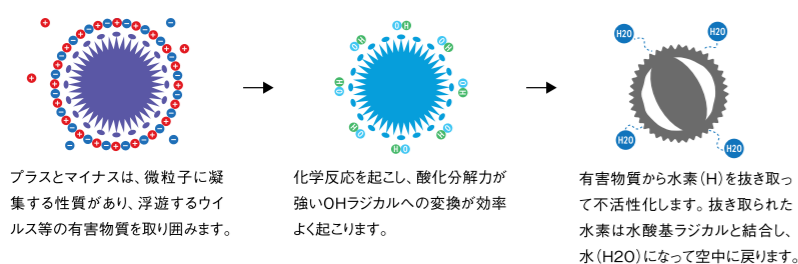 H2O
H2O
H2O
H2O
プラスとマイナスは、微粒子に凝
集する性質があり、浮遊するウイ
ルス等の有害物質を取り囲みます。
化学反応を起こし、酸化分解力が
強いOHラジカルへの変換が効率
よく起こります。
有害物質から水素(H)を抜き取っ
て不活性化します。抜き取られた
水素は水酸基ラジカルと結合し、
水(H2O)になって空中に戻ります。